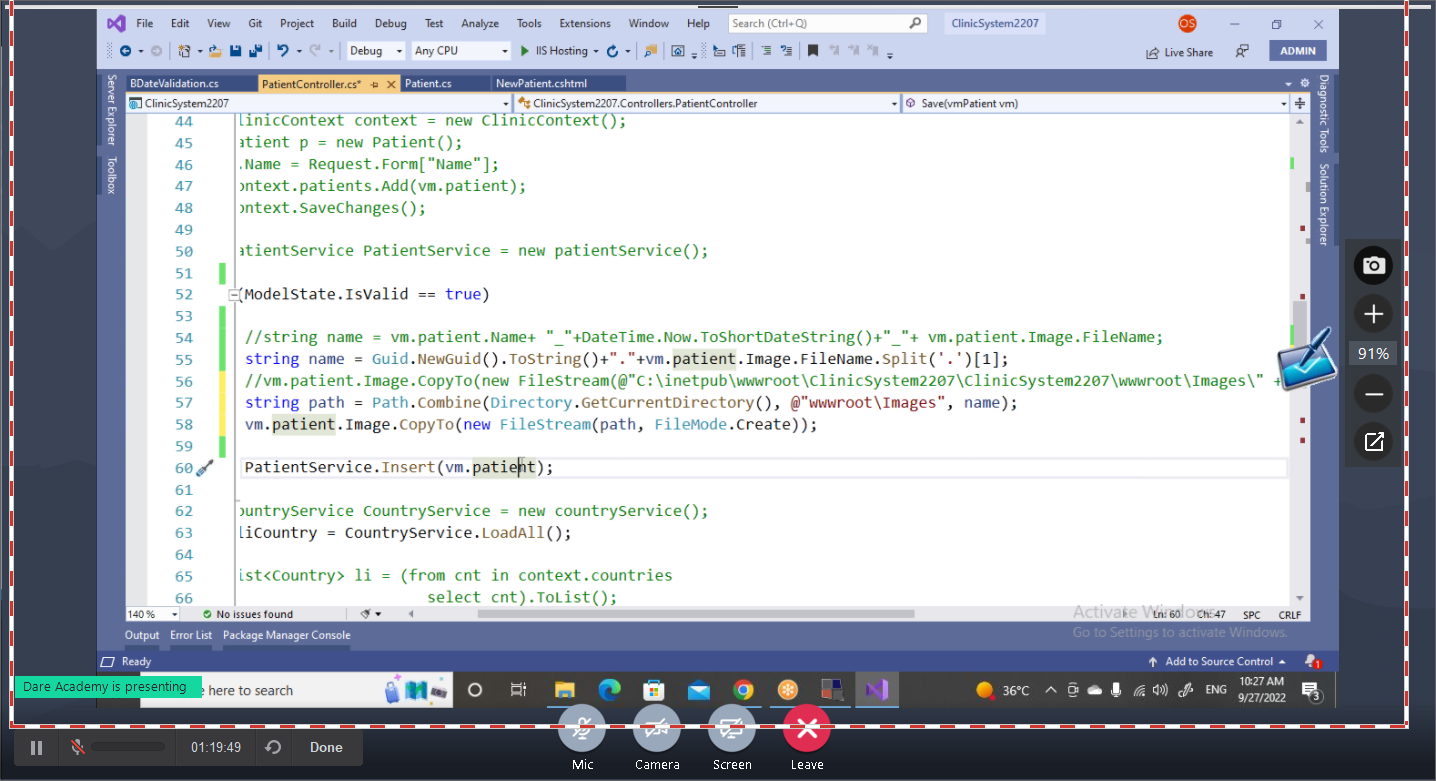 File Edit View Git Project Build Debug Test Analyze Tools Extensions Window Help Search (Ctrl+Q) ClinicSystem2207 OS
Debug Any CPU IIS Hosting Live Share ADMIN
BDateValidation.cs PatientController.cs* Patient.cs NewPatient.cshtml
ClinicSystem2207 ClinicSystem2207.Controllers.PatientController Save(vmPatient vm)
Server Explorer
Toolbox
Diagnostic Tools
Solution Explorer
44 linicContext context = new ClinicContext();
45 atient p = new Patient();
46 .Name = Request.Form["Name"];
47 ontext.patients.Add(vm.patient);
48 ontext.SaveChanges();
49
50 atientService PatientService = new patientService();
51
52 (ModelState.IsValid == true)
53
54 //string name = vm.patient.Name+ "_"+DateTime.Now.ToShortDateString()+"_"+ vm.patient.Image.FileName;
55 string name = Guid.NewGuid().ToString()+"."+vm.patient.Image.FileName.Split('.')[1];
56 //vm.patient.Image.CopyTo(new FileStream(@"C:\inetpub\wwwroot\ClinicSystem2207\ClinicSystem2207\wwwroot\Images\" +
57 string path = Path.Combine(Directory.GetCurrentDirectory(), @"wwwroot\Images", name);
58 vm.patient.Image.CopyTo(new FileStream(path, FileMode.Create));
59
60 PatientService.Insert(vm.patient);
61
62 ountryService CountryService = new countryService();
63 liCountry = CountryService.LoadAll();
64
65 ist<Country> li = (from cnt in context.countries
66 select cnt).ToList();
91%
140 % No issues found Ln: 60 Ch: 47 SPC CRLF
Activate Windows
Go to Settings to activate Windows.
Output Error List Package Manager Console
Ready Add to Source Control 1
Dare Academy is presenting
e here to search 36°C ENG 10:27 AM
9/27/2022 3
01:19:49 Done
Mic Camera Screen Leave